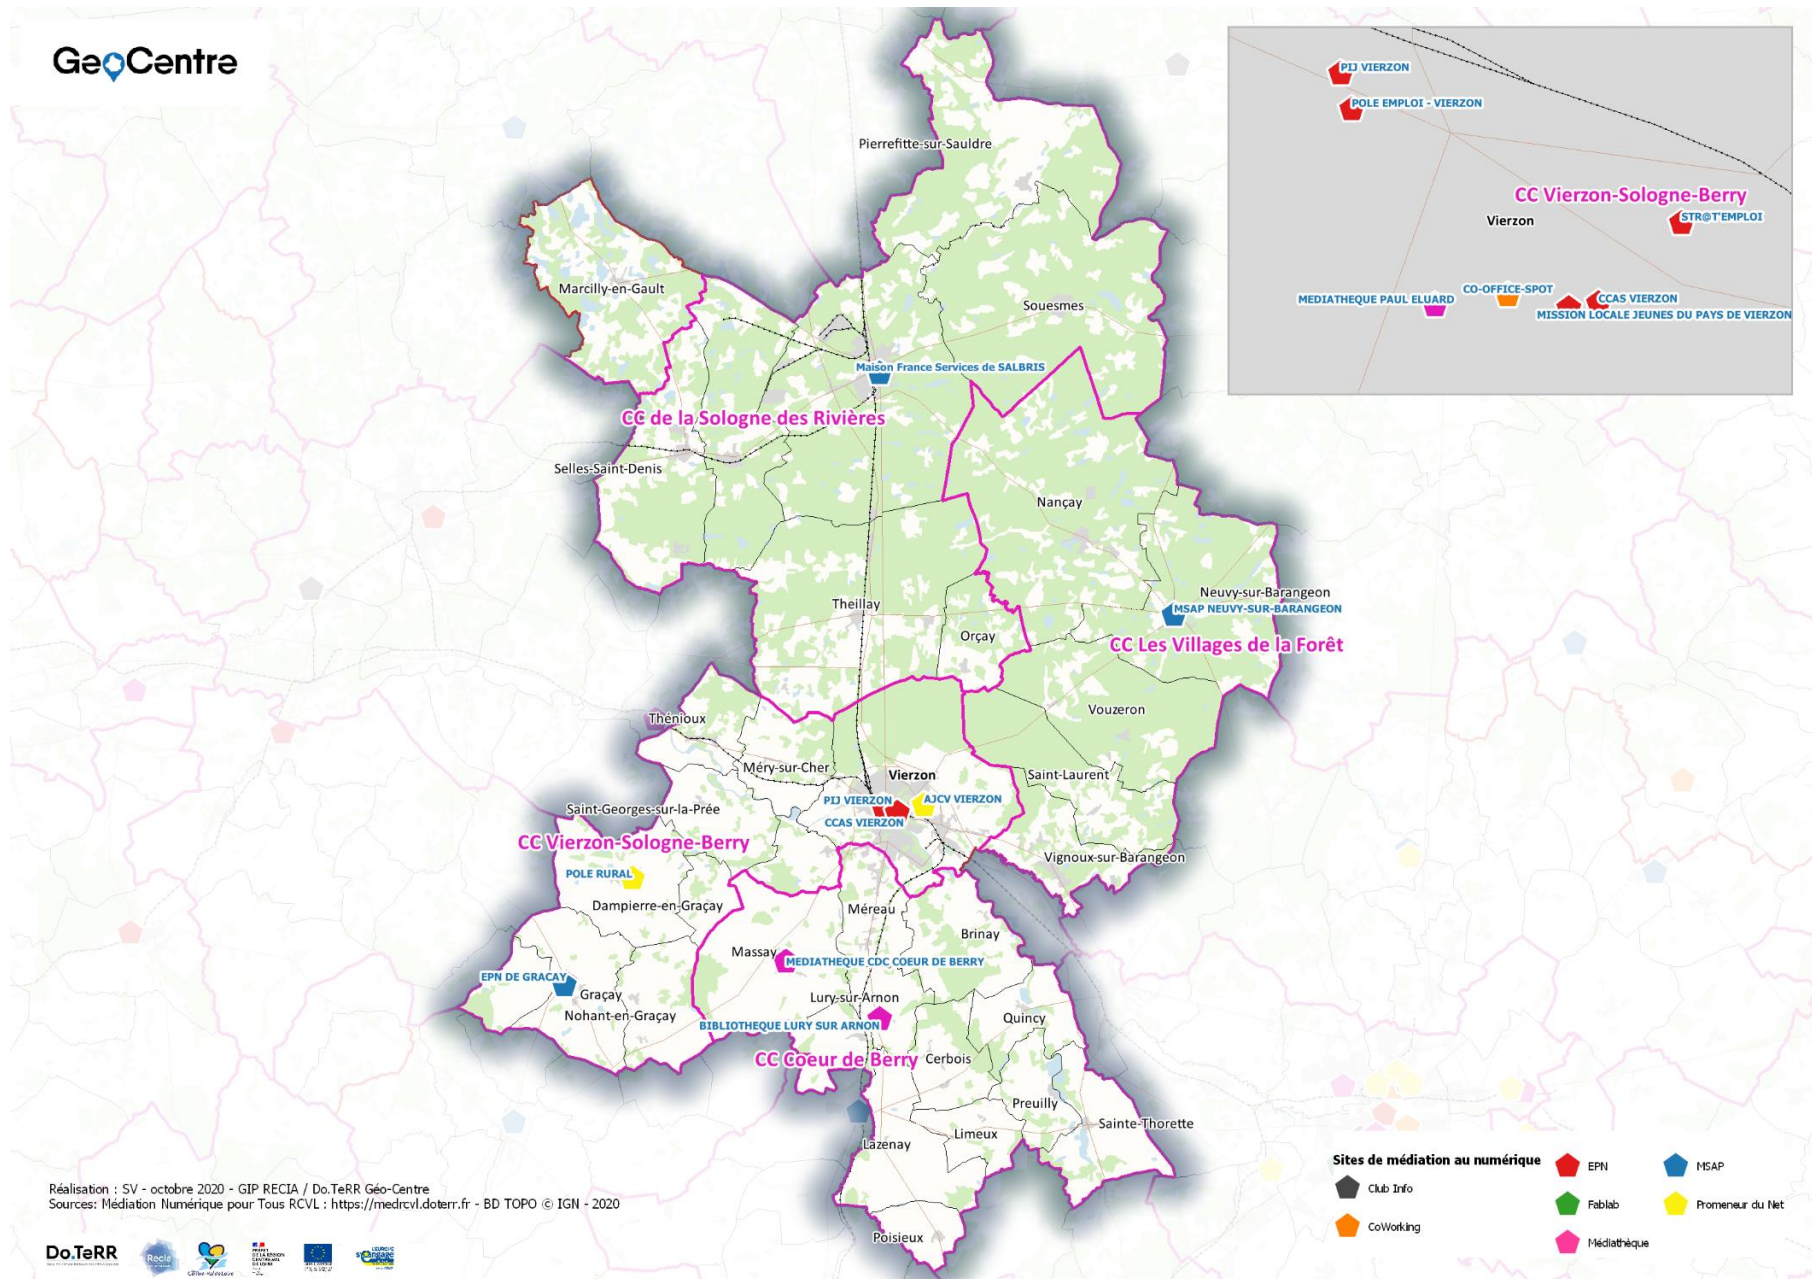 GeoCentre
PIJ VIERZON
POLE EMPLOI - VIERZON
CC Vierzon-Sologne-Berry
Vierzon
STR@T'EMPLOI
CO-OFFICE-SPOT
MEDIATHEQUE PAUL ELUARD
CCAS VIERZON
MISSION LOCALE JEUNES DU PAYS DE VIERZON
Pierrefitte-sur-Sauldre
Marcilly-en-Gault
Souesmes
Maison France Services de SALBRIS
CC de la Sologne des Rivières
Selles-Saint-Denis
Nançay
Neuvy-sur-Barangeon
MSAP NEUVY-SUR-BARANGEON
Theillay
Orçay
CC Les Villages de la Forêt
Vouzeron
Thénioux
Méry-sur-Cher
Vierzon
Saint-Laurent
PIJ VIERZON
AJCV VIERZON
Saint-Georges-sur-la-Prée
CCAS VIERZON
CC Vierzon-Sologne-Berry
Vignoux-sur-Barangeon
POLE RURAL
Dampierre-en-Graçay
Méreau
Brinay
Massay
MEDIATHEQUE CDC COEUR DE BERRY
EPN DE GRACAY
Graçay
Lury-sur-Arnon
Nohant-en-Graçay
Quincy
BIBLIOTHEQUE LURY SUR ARNON
CC Coeur de Berry
Cerbois
Preuilly
Sainte-Thorette
Limeux
Lazenay
Poisieux
Sites de médiation au numérique
Club Info
CoWorking
EPN
Fablab
Médiathèque
MSAP
Promeneur du Net
Réalisation : SV - octobre 2020 - GIP RECIA / Do.TeRR Géo-Centre
Sources: Médiation Numérique pour Tous RCVL : https://medrcvl.doterr.fr - BD TOPO © IGN - 2020
Do.TeRR
Recia